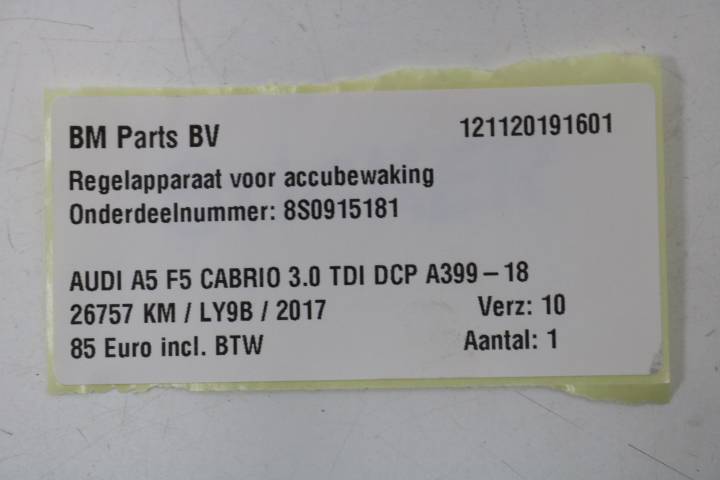 BM Parts BV 121120191601
Regelapparaat voor accubewaking
Onderdeelnummer: 8S0915181
AUDI A5 F5 CABRIO 3.0 TDI DCP A399 – 18
26757 KM / LY9B / 2017 Verz: 10
85 Euro incl. BTW Aantal: 1